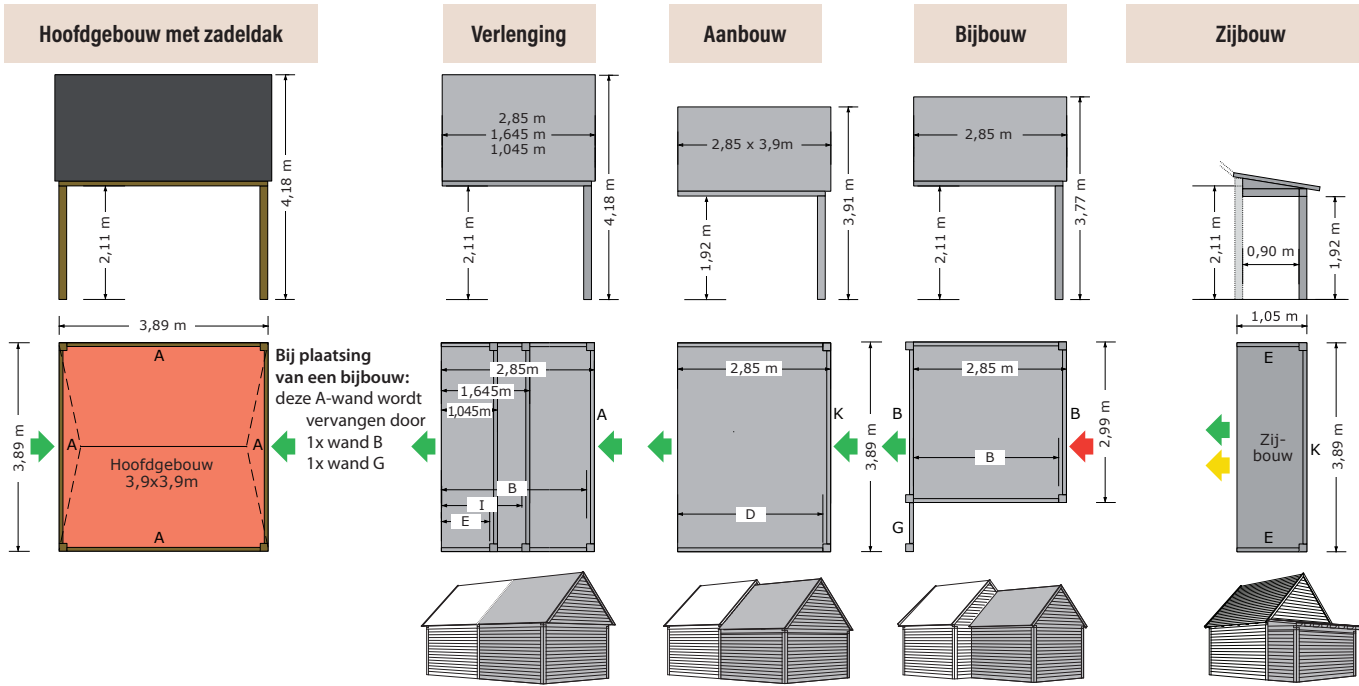 Hoofdgebouw met zadeldak
Verlenging
Aanbouw
Bijbouw
Zijbouw
4,18 m
2,11 m
2,85 m
1,645 m
1,045 m
4,18 m
2,11 m
2,85 x 3,9m
3,91 m
1,92 m
2,85 m
3,77 m
2,11 m
2,11 m
0,90 m
1,92 m
3,89 m
3,89 m
A
A
A
A
Hoofdgebouw
3,9x3,9m
Bij plaatsing
van een bijbouw:
deze A-wand wordt
vervangen door
1x wand B
1x wand G
2,85m
1,645m
1,045m
A
B
I
E
2,85 m
K
3,89 m
D
2,85 m
B
B
2,99 m
B
G
1,05 m
E
Zij-
bouw
K
3,89 m
E